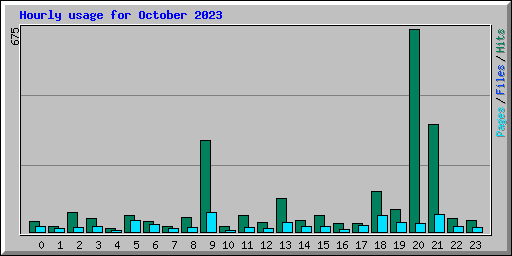 Hourly usage for October 2023
675
Pages/Files/Hits
0 1 2 3 4 5 6 7 8 9 10 11 12 13 14 15 16 17 18 19 20 21 22 23